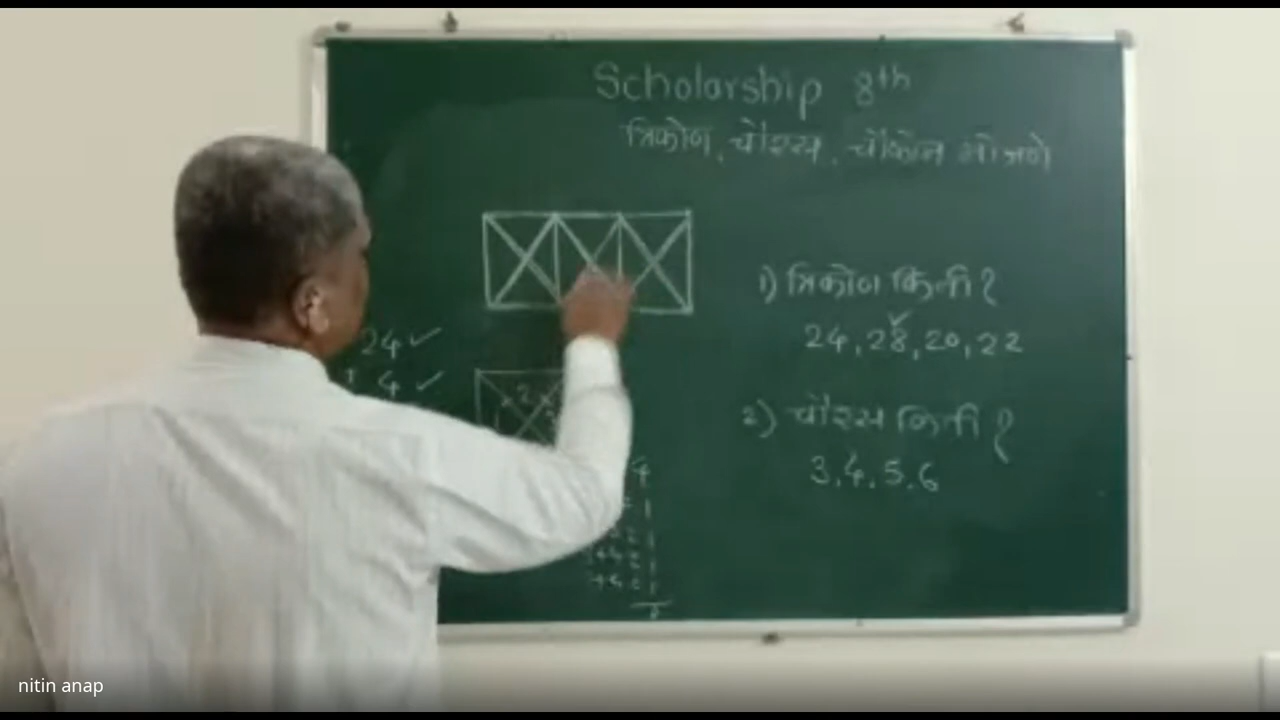 Scholarship 8th
त्रिकोण, चौरस, चौकोन मोजणे
1) त्रिकोण किती?
24, 28, 20, 22
24 ✓
4 ✓
2) चौरस किती?
3, 4, 5, 6
nitin anap